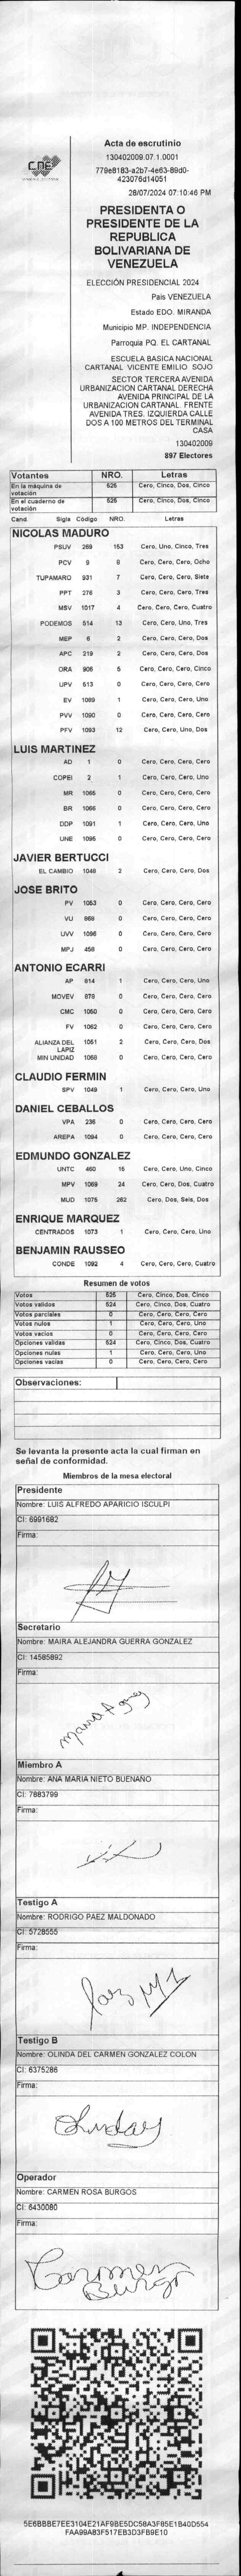 CNE
Acta de escrutinio
130402009.07.1.0001
779e8183-a2b7-4e63-89d0-
423076d14051
28/07/2024 07:10:46 PM
PRESIDENTA O
PRESIDENTE DE LA
REPUBLICA
BOLIVARIANA DE
VENEZUELA
ELECCIÓN PRESIDENCIAL 2024
Pais VENEZUELA
Estado EDO. MIRANDA
Municipio MP. INDEPENDENCIA
Parroquia PQ. EL CARTANAL
ESCUELA BASICA NACIONAL
CARTANAL VICENTE EMILIO SOJO
SECTOR TERCERA AVENIDA
URBANIZACION CARTANAL DERECHA
AVENIDA PRINCIPAL DE LA
URBANIZACION CARTANAL. FRENTE
AVENIDA TRES. IZQUIERDA CALLE
DOS A 100 METROS DEL TERMINAL
CASA
130402009
897 Electores
Votantes NRO. Letras
En la máquina de votación 525 Cero, Cinco, Dos, Cinco
En el cuaderno de votación 525 Cero, Cinco, Dos, Cinco
Cand. Sigla Código NRO. Letras
NICOLAS MADURO
PSUV 269 153 Cero, Uno, Cinco, Tres
PCV 9 8 Cero, Cero, Cero, Ocho
TUPAMARO 931 7 Cero, Cero, Cero, Siete
PPT 276 3 Cero, Cero, Cero, Tres
MSV 1017 4 Cero, Cero, Cero, Cuatro
PODEMOS 514 13 Cero, Cero, Uno, Tres
MEP 6 2 Cero, Cero, Cero, Dos
APC 219 2 Cero, Cero, Cero, Dos
ORA 906 5 Cero, Cero, Cero, Cinco
UPV 513 0 Cero, Cero, Cero, Cero
EV 1089 1 Cero, Cero, Cero, Uno
PVV 1090 0 Cero, Cero, Cero, Cero
PFV 1093 12 Cero, Cero, Uno, Dos
LUIS MARTINEZ
AD 1 0 Cero, Cero, Cero, Cero
COPEI 2 1 Cero, Cero, Cero, Uno
MR 1065 0 Cero, Cero, Cero, Cero
BR 1066 0 Cero, Cero, Cero, Cero
DDP 1091 1 Cero, Cero, Cero, Uno
UNE 1095 0 Cero, Cero, Cero, Cero
JAVIER BERTUCCI
EL CAMBIO 1048 2 Cero, Cero, Cero, Dos
JOSE BRITO
PV 1053 0 Cero, Cero, Cero, Cero
VU 868 0 Cero, Cero, Cero, Cero
UVV 1096 0 Cero, Cero, Cero, Cero
MPJ 458 0 Cero, Cero, Cero, Cero
ANTONIO ECARRI
AP 814 1 Cero, Cero, Cero, Uno
MOVEV 878 0 Cero, Cero, Cero, Cero
CMC 1050 0 Cero, Cero, Cero, Cero
FV 1062 0 Cero, Cero, Cero, Cero
ALIANZA DEL LAPIZ 1051 2 Cero, Cero, Cero, Dos
MIN UNIDAD 1068 0 Cero, Cero, Cero, Cero
CLAUDIO FERMIN
SPV 1049 1 Cero, Cero, Cero, Uno
DANIEL CEBALLOS
VPA 236 0 Cero, Cero, Cero, Cero
AREPA 1094 0 Cero, Cero, Cero, Cero
EDMUNDO GONZALEZ
UNTC 460 15 Cero, Cero, Uno, Cinco
MPV 1069 24 Cero, Cero, Dos, Cuatro
MUD 1075 262 Cero, Dos, Seis, Dos
ENRIQUE MARQUEZ
CENTRADOS 1073 1 Cero, Cero, Cero, Uno
BENJAMIN RAUSSEO
CONDE 1092 4 Cero, Cero, Cero, Cuatro
Resumen de votos
Votos 525 Cero, Cinco, Dos, Cinco
Votos validos 524 Cero, Cinco, Dos, Cuatro
Votos parciales 0 Cero, Cero, Cero, Cero
Votos nulos 1 Cero, Cero, Cero, Uno
Votos vacios 0 Cero, Cero, Cero, Cero
Opciones validas 524 Cero, Cinco, Dos, Cuatro
Opciones nulas 1 Cero, Cero, Cero, Uno
Opciones vacias 0 Cero, Cero, Cero, Cero
Observaciones:
Se levanta la presente acta la cual firman en
señal de conformidad.
Miembros de la mesa electoral
Presidente
Nombre: LUIS ALFREDO APARICIO ISCULPI
CI: 6991682
Firma:
Secretario
Nombre: MAIRA ALEJANDRA GUERRA GONZALEZ
CI: 14585892
Firma:
Miembro A
Nombre: ANA MARIA NIETO BUENAÑO
CI: 7883799
Firma:
Testigo A
Nombre: RODRIGO PAEZ MALDONADO
CI: 5728555
Firma:
Testigo B
Nombre: OLINDA DEL CARMEN GONZALEZ COLON
CI: 6375286
Firma:
Operador
Nombre: CARMEN ROSA BURGOS
CI: 6430080
Firma:
Carmen
Burgo
5E6BBBE7EE3104E21AF9BE5DC58A3F85E1B40D554
FAA99A83F517EB3D3FB9E10